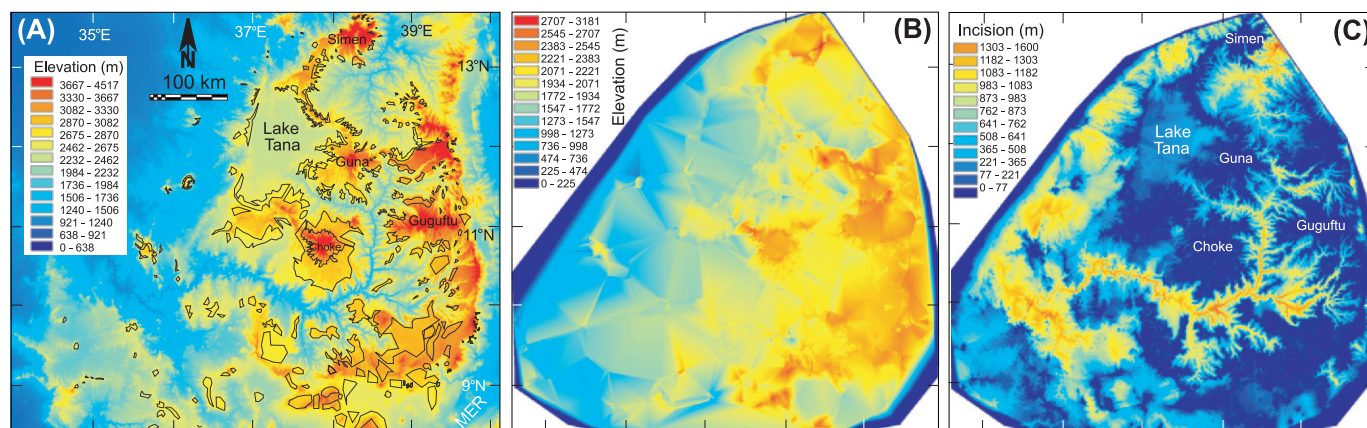 (A)
35°E
37°E
39°E
Elevation (m)
3667 – 4517
3330 – 3667
3082 – 3330
2870 – 3082
2675 – 2870
2462 – 2675
2232 – 2462
1984 – 2232
1736 – 1984
1506 – 1736
1240 – 1506
921 – 1240
638 – 921
0 – 638
N
100 km
Simen
13°N
Lake
Tana
Guna
Guguftu
11°N
Choke
9°N
MER
(B)
Elevation (m)
2707 – 3181
2545 – 2707
2383 – 2545
2221 – 2383
2071 – 2221
1934 – 2071
1772 – 1934
1547 – 1772
1273 – 1547
998 – 1273
736 – 998
474 – 736
225 – 474
0 – 225
(C)
Incision (m)
1303 – 1600
1182 – 1303
1083 – 1182
983 – 1083
873 – 983
762 – 873
641 – 762
508 – 641
365 – 508
221 – 365
77 – 221
0 – 77
Simen
Lake
Tana
Guna
Guguftu
Choke